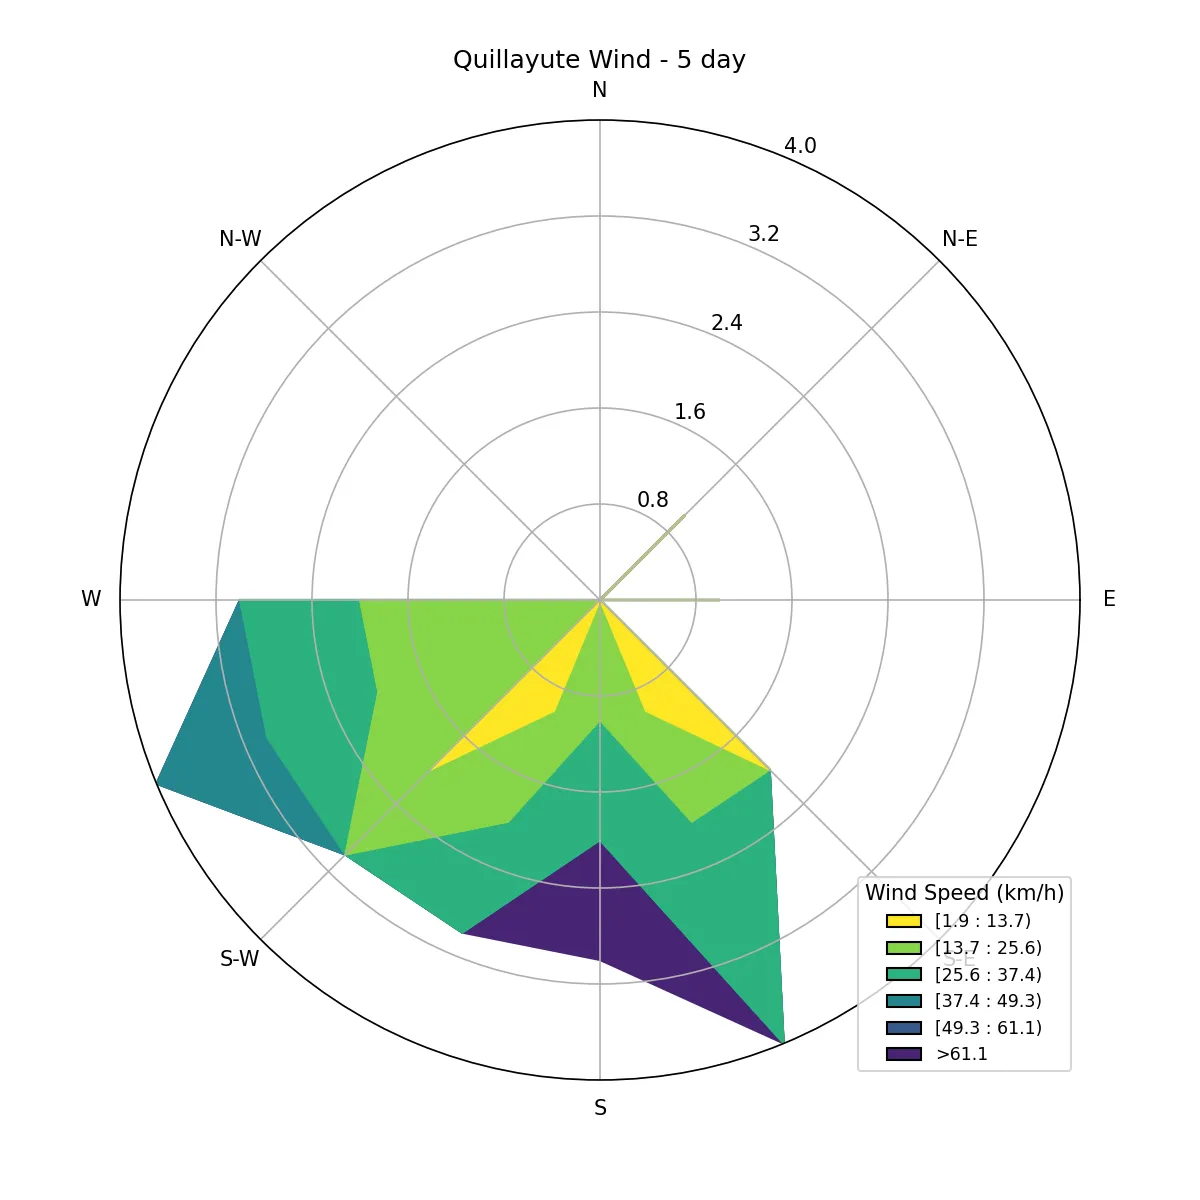 Quillayute Wind - 5 day
N
4.0
N-W
3.2
N-E
2.4
1.6
0.8
W
E
Wind Speed (km/h)
[1.9 : 13.7)
[13.7 : 25.6)
S-W
S-E
[25.6 : 37.4)
[37.4 : 49.3)
[49.3 : 61.1)
>61.1
S